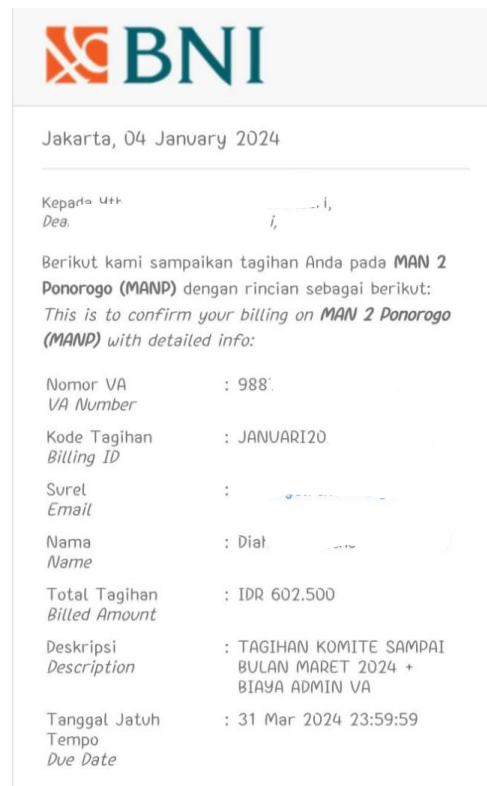 BNI
Jakarta, 04 January 2024
Kepada Yth
Berikut kami sampaikan tagihan Anda pada MAN 2
Ponorogo (MANP) dengan rincian sebagai berikut:
This is to confirm your billing on MAN 2 Ponorogo
(MANP) with detailed info:
Nomor VA : 988
VA Number
Kode Tagihan : JANUARI20
Billing ID
Surel :
Email
Nama :
Name
Total Tagihan : IDR 602.500
Billed Amount
Deskripsi : TAGIHAN KOMITE SAMPAI
Description BULAN MARET 2024 +
BIAYA ADMIN VA
Tanggal Jatuh : 31 Mar 2024 23:59:59
Tempo
Due Date